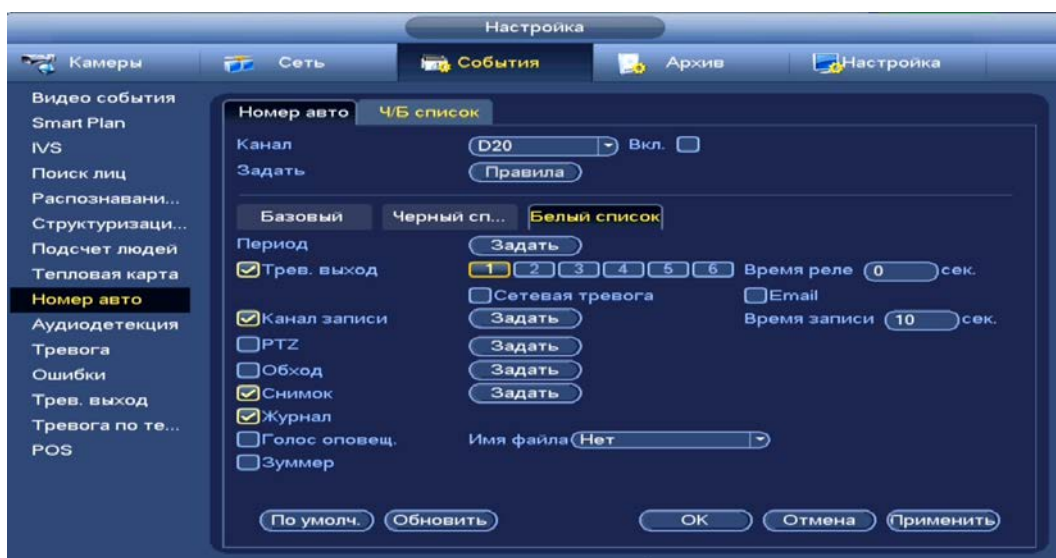 Настройка
Камеры Сеть События Архив Настройка
Видео события
Smart Plan
IVS
Поиск лиц
Распознавани...
Структуризаци...
Подсчет людей
Тепловая карта
Номер авто
Аудиодетекция
Тревога
Ошибки
Трев. выход
Тревога по те...
POS
Номер авто Ч/Б список
Канал D20 Вкл.
Задать Правила
Базовый Черный сп... Белый список
Период Задать
Трев. выход 1 2 3 4 5 6 Время реле 0 сек.
Сетевая тревога Email
Канал записи Задать Время записи 10 сек.
PTZ Задать
Обход Задать
Снимок Задать
Журнал
Голос оповещ. Имя файла Нет
Зуммер
По умолч. Обновить OK Отмена Применить